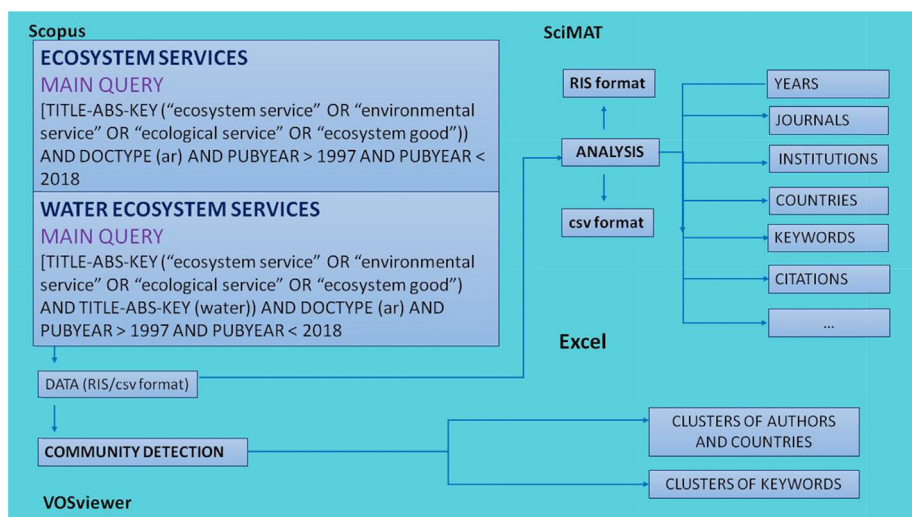 Scopus
ECOSYSTEM SERVICES
MAIN QUERY
[TITLE-ABS-KEY (“ecosystem service” OR “environmental
service” OR “ecological service” OR “ecosystem good”))
AND DOCTYPE (ar) AND PUBYEAR > 1997 AND PUBYEAR <
2018
WATER ECOSYSTEM SERVICES
MAIN QUERY
[TITLE-ABS-KEY (“ecosystem service” OR “environmental
service” OR “ecological service” OR “ecosystem good”)
AND TITLE-ABS-KEY (water)) AND DOCTYPE (ar) AND
PUBYEAR > 1997 AND PUBYEAR < 2018
DATA (RIS/csv format)
COMMUNITY DETECTION
VOSviewer
SciMAT
RIS format
ANALYSIS
csv format
Excel
YEARS
JOURNALS
INSTITUTIONS
COUNTRIES
KEYWORDS
CITATIONS
...
CLUSTERS OF AUTHORS
AND COUNTRIES
CLUSTERS OF KEYWORDS